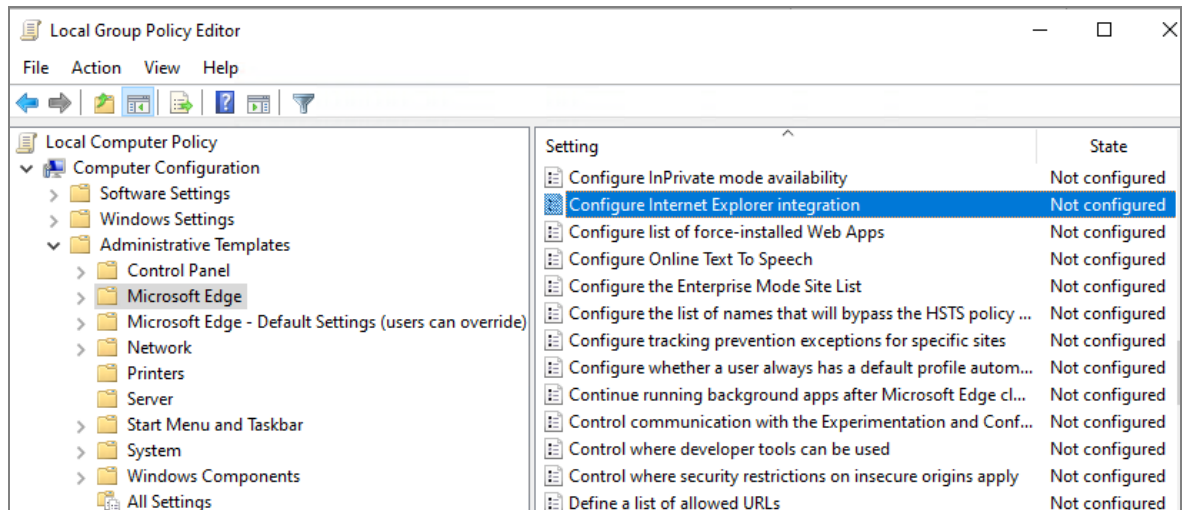 Local Group Policy Editor
File Action View Help
Local Computer Policy
Computer Configuration
Software Settings
Windows Settings
Administrative Templates
Control Panel
Microsoft Edge
Microsoft Edge - Default Settings (users can override)
Network
Printers
Server
Start Menu and Taskbar
System
Windows Components
All Settings
Setting State
Configure InPrivate mode availability Not configured
Configure Internet Explorer integration Not configured
Configure list of force-installed Web Apps Not configured
Configure Online Text To Speech Not configured
Configure the Enterprise Mode Site List Not configured
Configure the list of names that will bypass the HSTS policy ... Not configured
Configure tracking prevention exceptions for specific sites Not configured
Configure whether a user always has a default profile autom... Not configured
Continue running background apps after Microsoft Edge cl... Not configured
Control communication with the Experimentation and Conf... Not configured
Control where developer tools can be used Not configured
Control where security restrictions on insecure origins apply Not configured
Define a list of allowed URLs Not configured